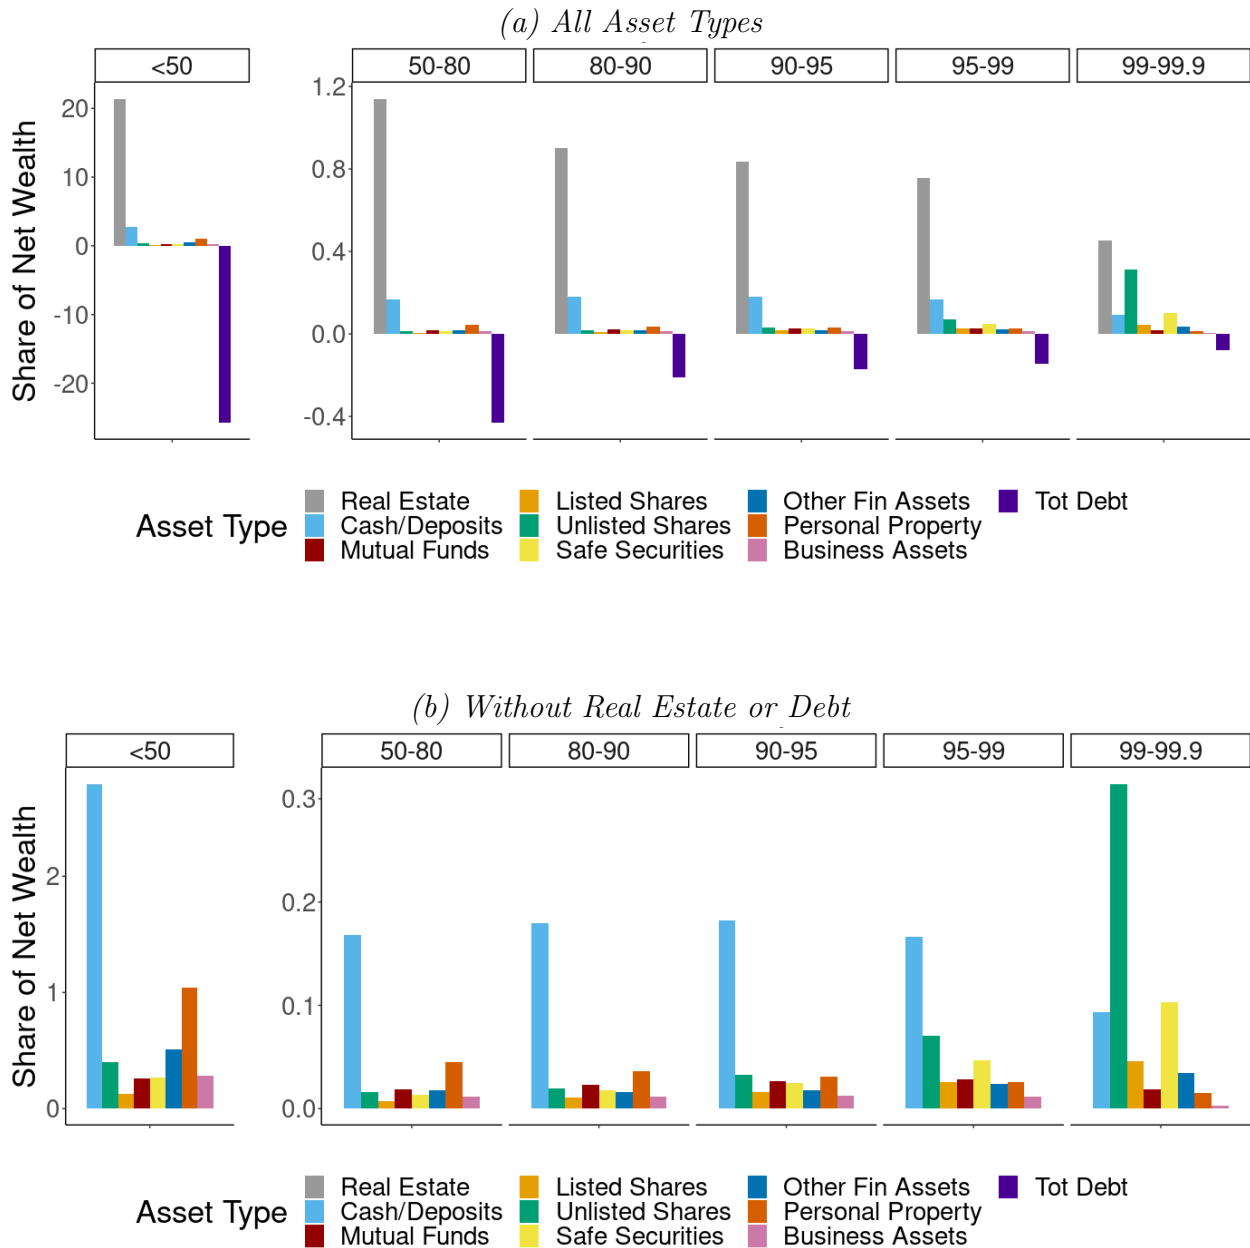 (a) All Asset Types
<50 50-80 80-90 90-95 95-99 99-99.9
Share of Net Wealth
20
10
0
-10
-20
1.2
0.8
0.4
0.0
-0.4
Asset Type
Real Estate Listed Shares Other Fin Assets Tot Debt
Cash/Deposits Unlisted Shares Personal Property
Mutual Funds Safe Securities Business Assets
(b) Without Real Estate or Debt
<50 50-80 80-90 90-95 95-99 99-99.9
Share of Net Wealth
2
1
0
0.3
0.2
0.1
0.0
Asset Type
Real Estate Listed Shares Other Fin Assets Tot Debt
Cash/Deposits Unlisted Shares Personal Property
Mutual Funds Safe Securities Business Assets